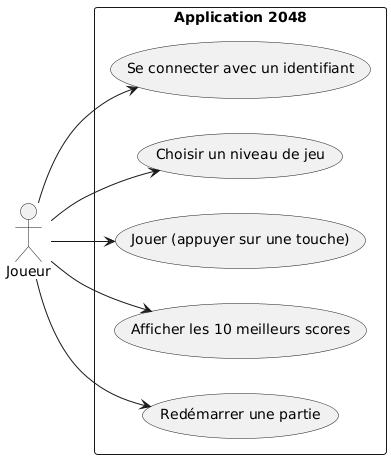 Application 2048
Se connecter avec un identifiant
Choisir un niveau de jeu
Jouer (appuyer sur une touche)
Joueur
Afficher les 10 meilleurs scores
Redémarrer une partie